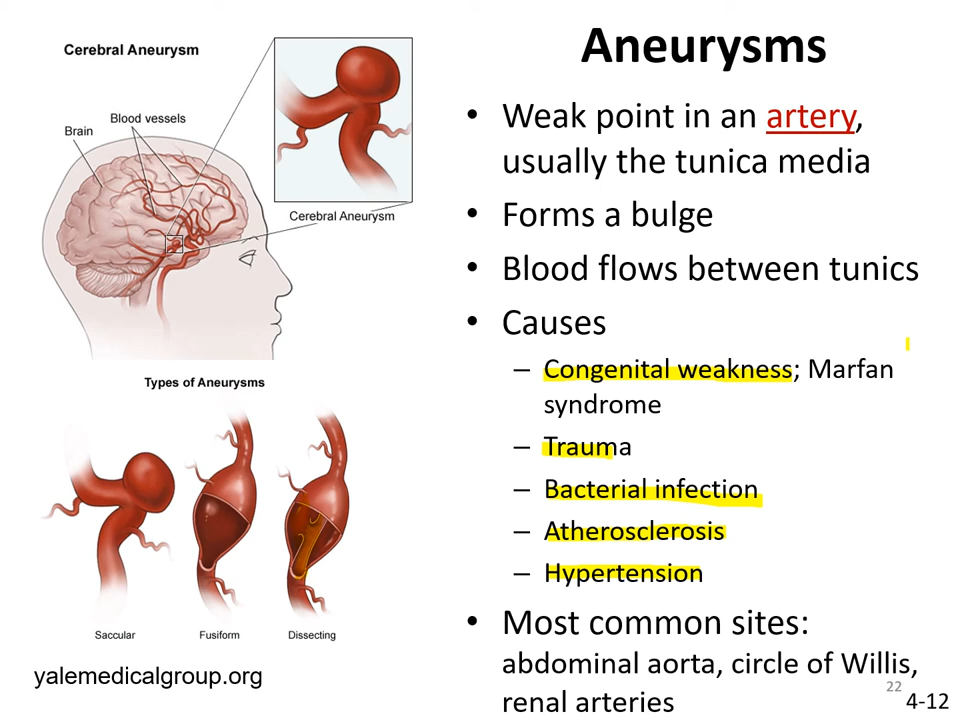 Cerebral Aneurysm
Blood vessels
Brain
Cerebral Aneurysm
Types of Aneurysms
Saccular
Fusiform
Dissecting
yalemedicalgroup.org
Aneurysms
• Weak point in an artery,
usually the tunica media
• Forms a bulge
• Blood flows between tunics
• Causes
– Congenital weakness; Marfan
syndrome
– Trauma
– Bacterial infection
– Atherosclerosis
– Hypertension
• Most common sites:
abdominal aorta, circle of Willis,
renal arteries
22
4-12